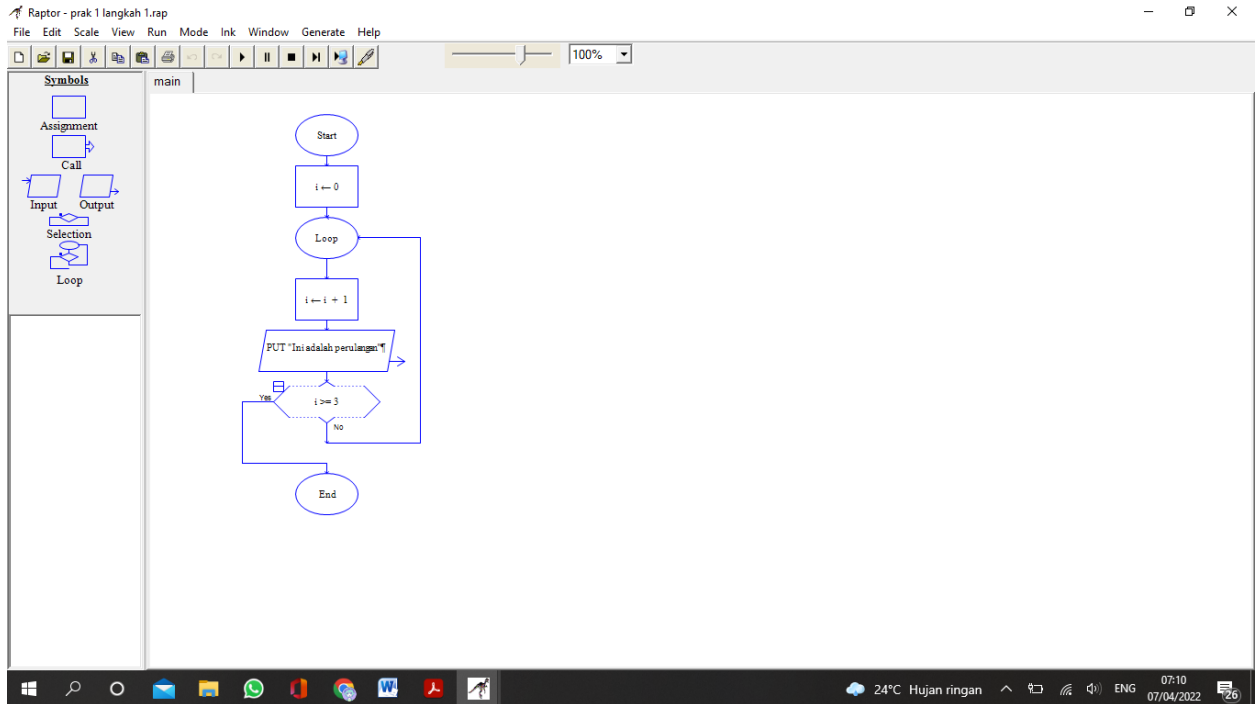 Raptor - prak 1 langkah 1.rap
File Edit Scale View Run Mode Ink Window Generate Help
100%
Symbols
Assignment
Call
Input Output
Selection
Loop
main
Start
i ← 0
Loop
i ← i + 1
PUT "Ini adalah perulangan"¶
i >= 3
Yes
No
End
24°C Hujan ringan
ENG
07:10
07/04/2022
26